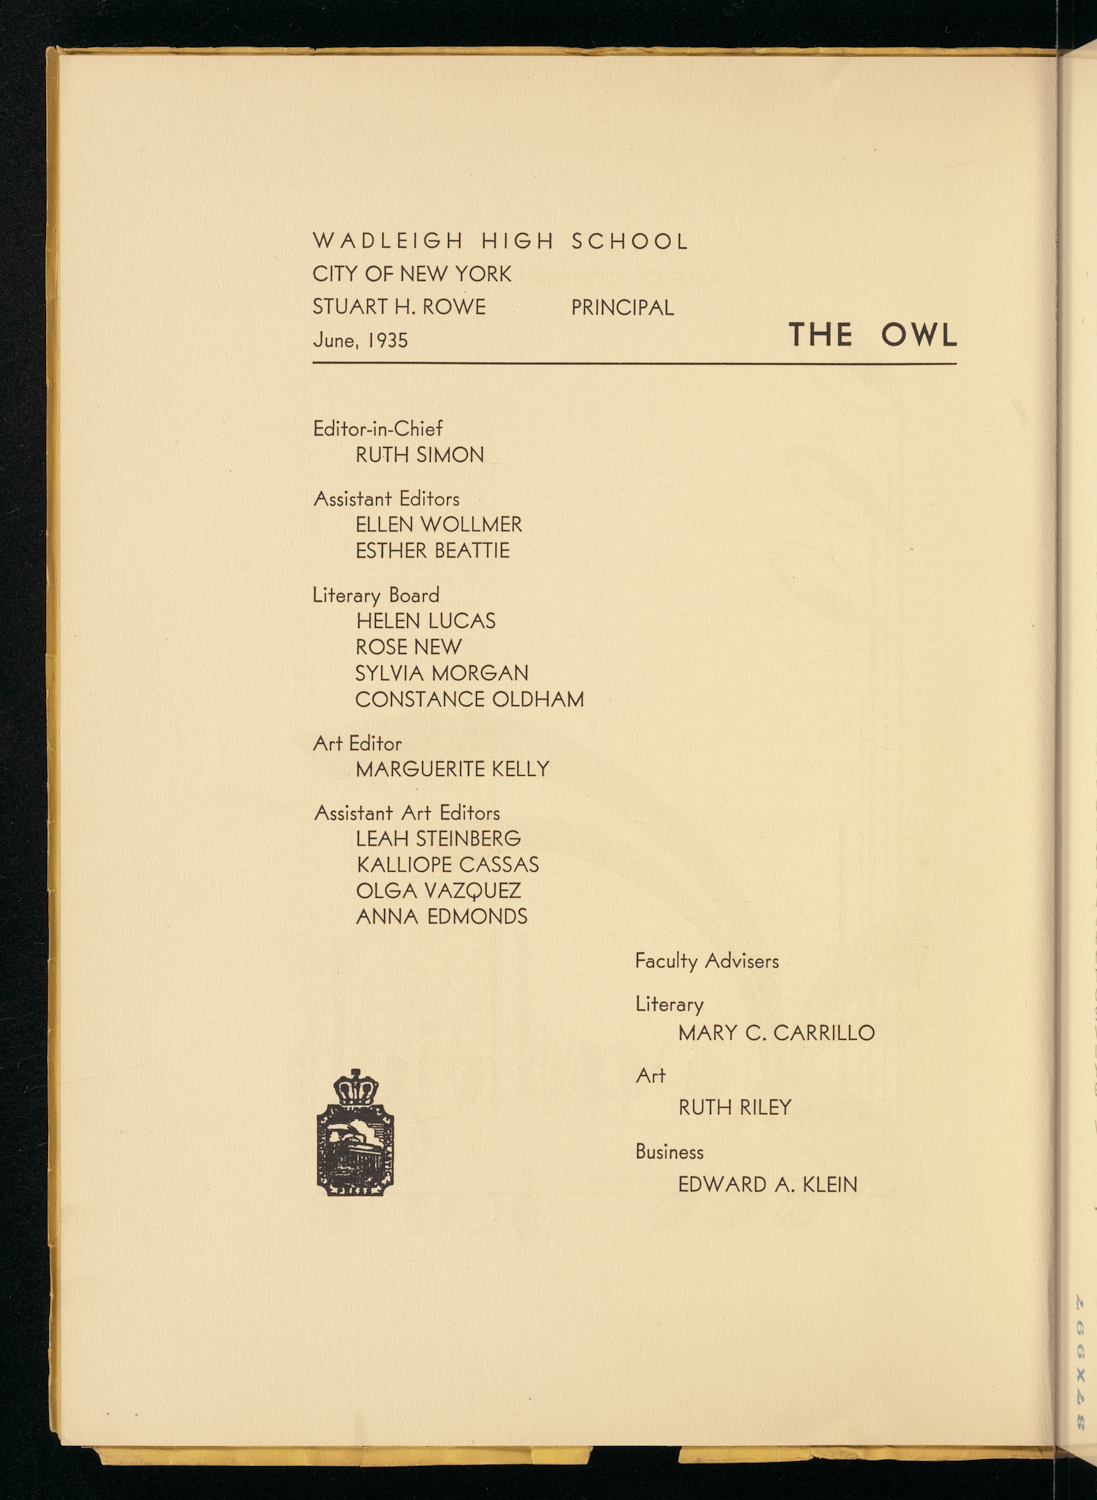 WADLEIGH HIGH SCHOOL
CITY OF NEW YORK
STUART H. ROWE PRINCIPAL
June, 1935
THE OWL
Editor-in-Chief
RUTH SIMON
Assistant Editors
ELLEN WOLLMER
ESTHER BEATTIE
Literary Board
HELEN LUCAS
ROSE NEW
SYLVIA MORGAN
CONSTANCE OLDHAM
Art Editor
MARGUERITE KELLY
Assistant Art Editors
LEAH STEINBERG
KALLIOPE CASSAS
OLGA VAZQUEZ
ANNA EDMONDS
Faculty Advisers
Literary
MARY C. CARRILLO
Art
RUTH RILEY
Business
EDWARD A. KLEIN